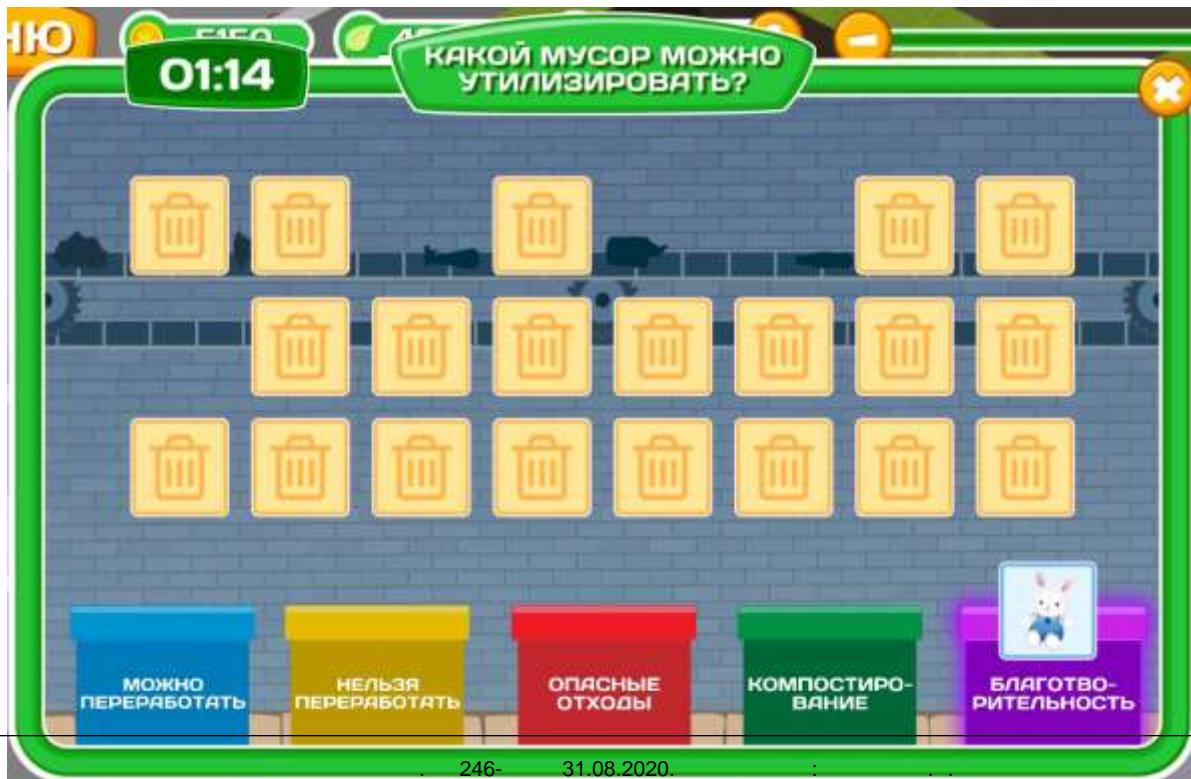 01:14
КАКОЙ МУСОР МОЖНО
УТИЛИЗИРОВАТЬ?
МОЖНО
ПЕРЕРАБОТАТЬ
НЕЛЬЗЯ
ПЕРЕРАБОТАТЬ
ОПАСНЫЕ
ОТХОДЫ
КОМПОСТИРО-
ВАНИЕ
БЛАГОТВО-
РИТЕЛЬНОСТЬ
. 246- 31.08.2020. : . .